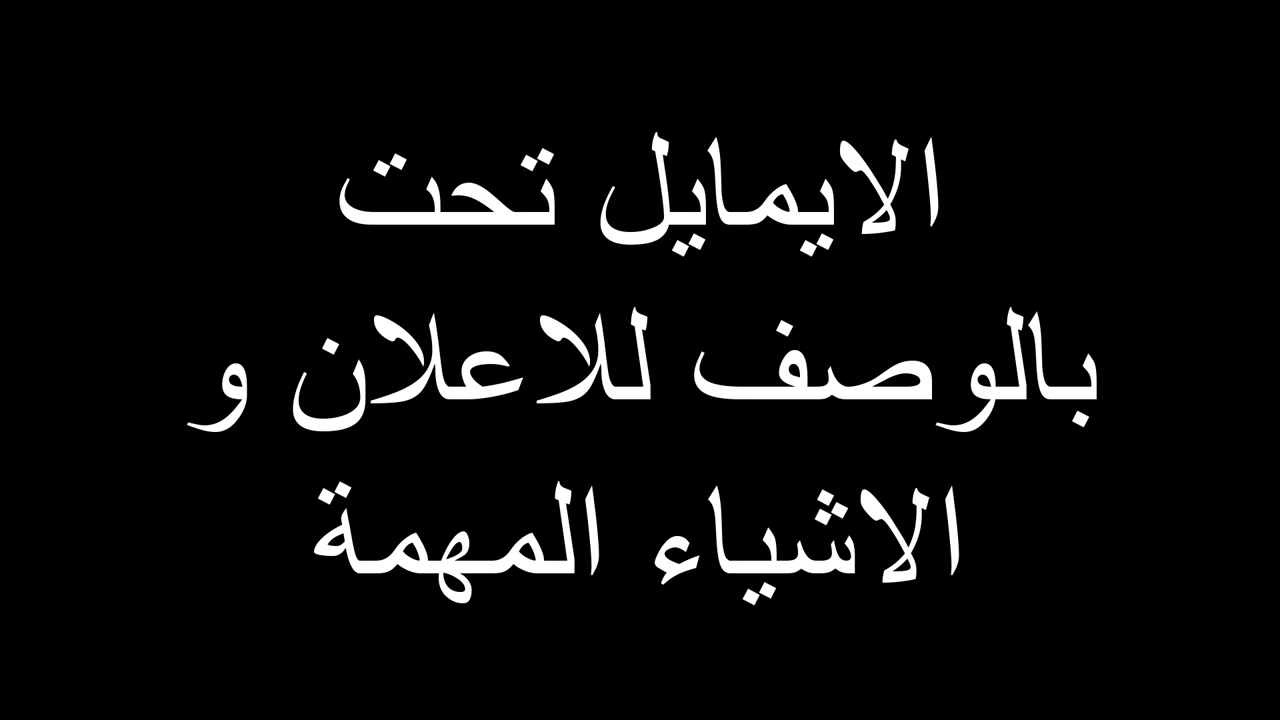 الايمايل تحت
بالوصف للاعلان و
الاشياء المهمة